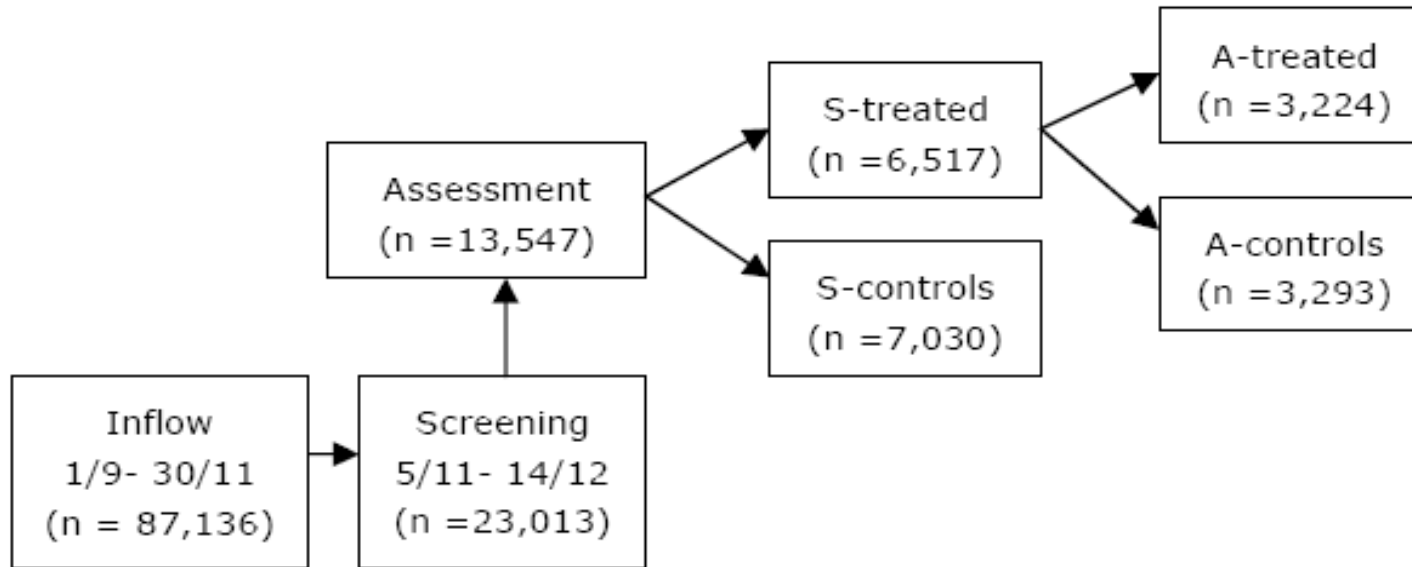 Inflow
1/9- 30/11
(n = 87,136)
Screening
5/11- 14/12
(n =23,013)
Assessment
(n =13,547)
S-treated
(n =6,517)
S-controls
(n =7,030)
A-treated
(n =3,224)
A-controls
(n =3,293)